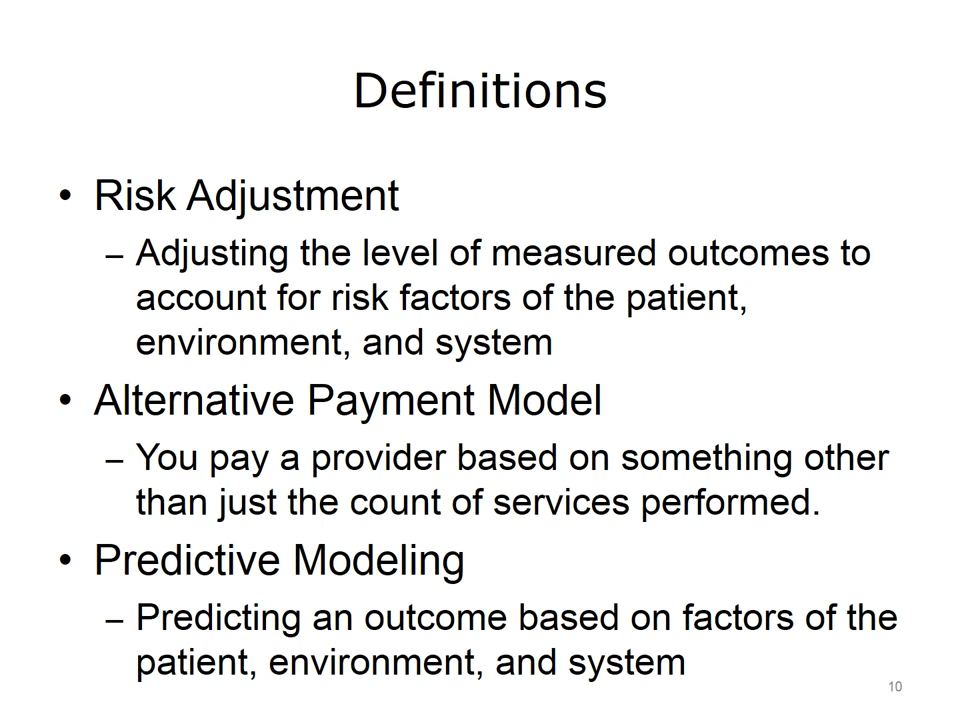 Definitions
• Risk Adjustment
– Adjusting the level of measured outcomes to
account for risk factors of the patient,
environment, and system
• Alternative Payment Model
– You pay a provider based on something other
than just the count of services performed.
• Predictive Modeling
– Predicting an outcome based on factors of the
patient, environment, and system
10